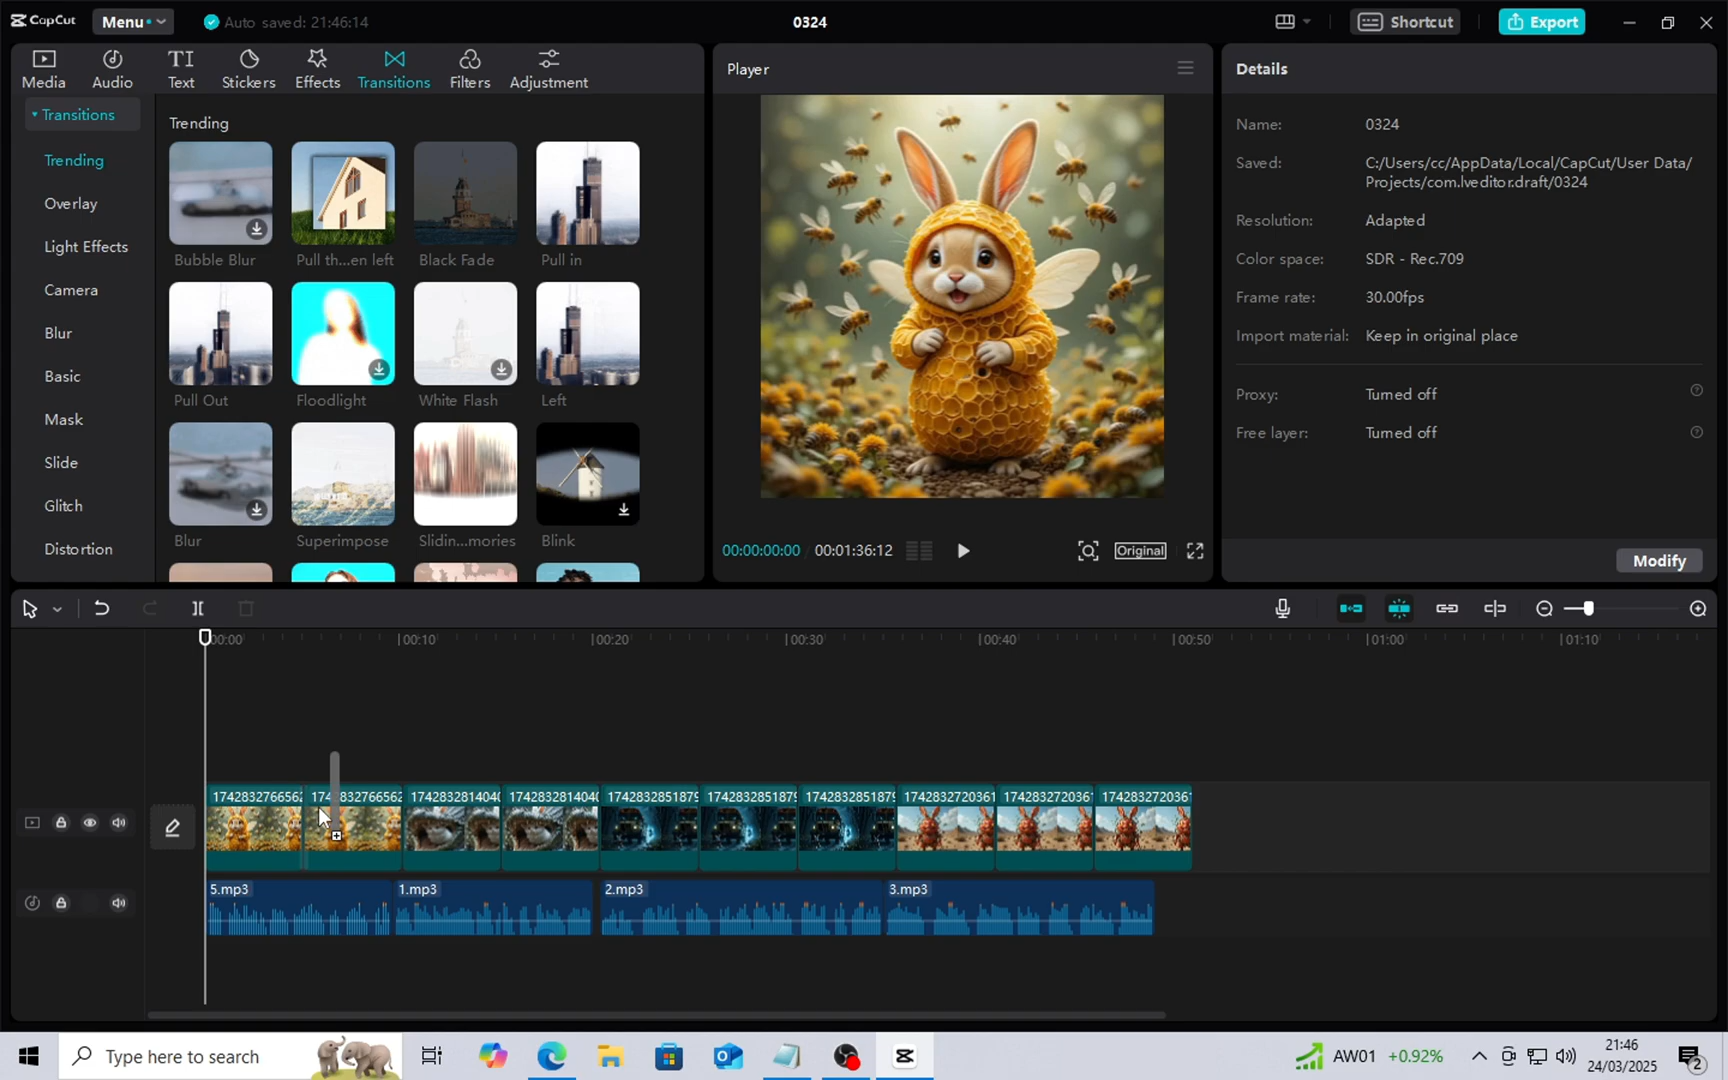 CapCut Menu Auto saved: 21:46:14 0324 Shortcut Export
Media Audio Text Stickers Effects Transitions Filters Adjustment
Transitions
Trending
Overlay
Light Effects
Camera
Blur
Basic
Mask
Slide
Glitch
Distortion
Trending
Bubble Blur Pull th...en left Black Fade Pull in
Pull Out Floodlight White Flash Left
Blur Superimpose Slidin...mories Blink
Player
00:00:00:00 / 00:01:36:12 Original
Details
Name: 0324
Saved: C:/Users/cc/AppData/Local/CapCut/User Data/
Projects/com.lveditor.draft/0324
Resolution: Adapted
Color space: SDR - Rec.709
Frame rate: 30.00fps
Import material: Keep in original place
Proxy: Turned off
Free layer: Turned off
Modify
00:00 00:10 00:20 00:30 00:40 00:50 01:00 01:10
1742832766562 832766562 174283281404 174283281404 1742832851879 1742832851879 1742832851879 1742832720361 1742832720361 1742832720361
5.mp3 1.mp3 2.mp3 3.mp3
Type here to search AW01 +0.92% 21:46
24/03/2025 2